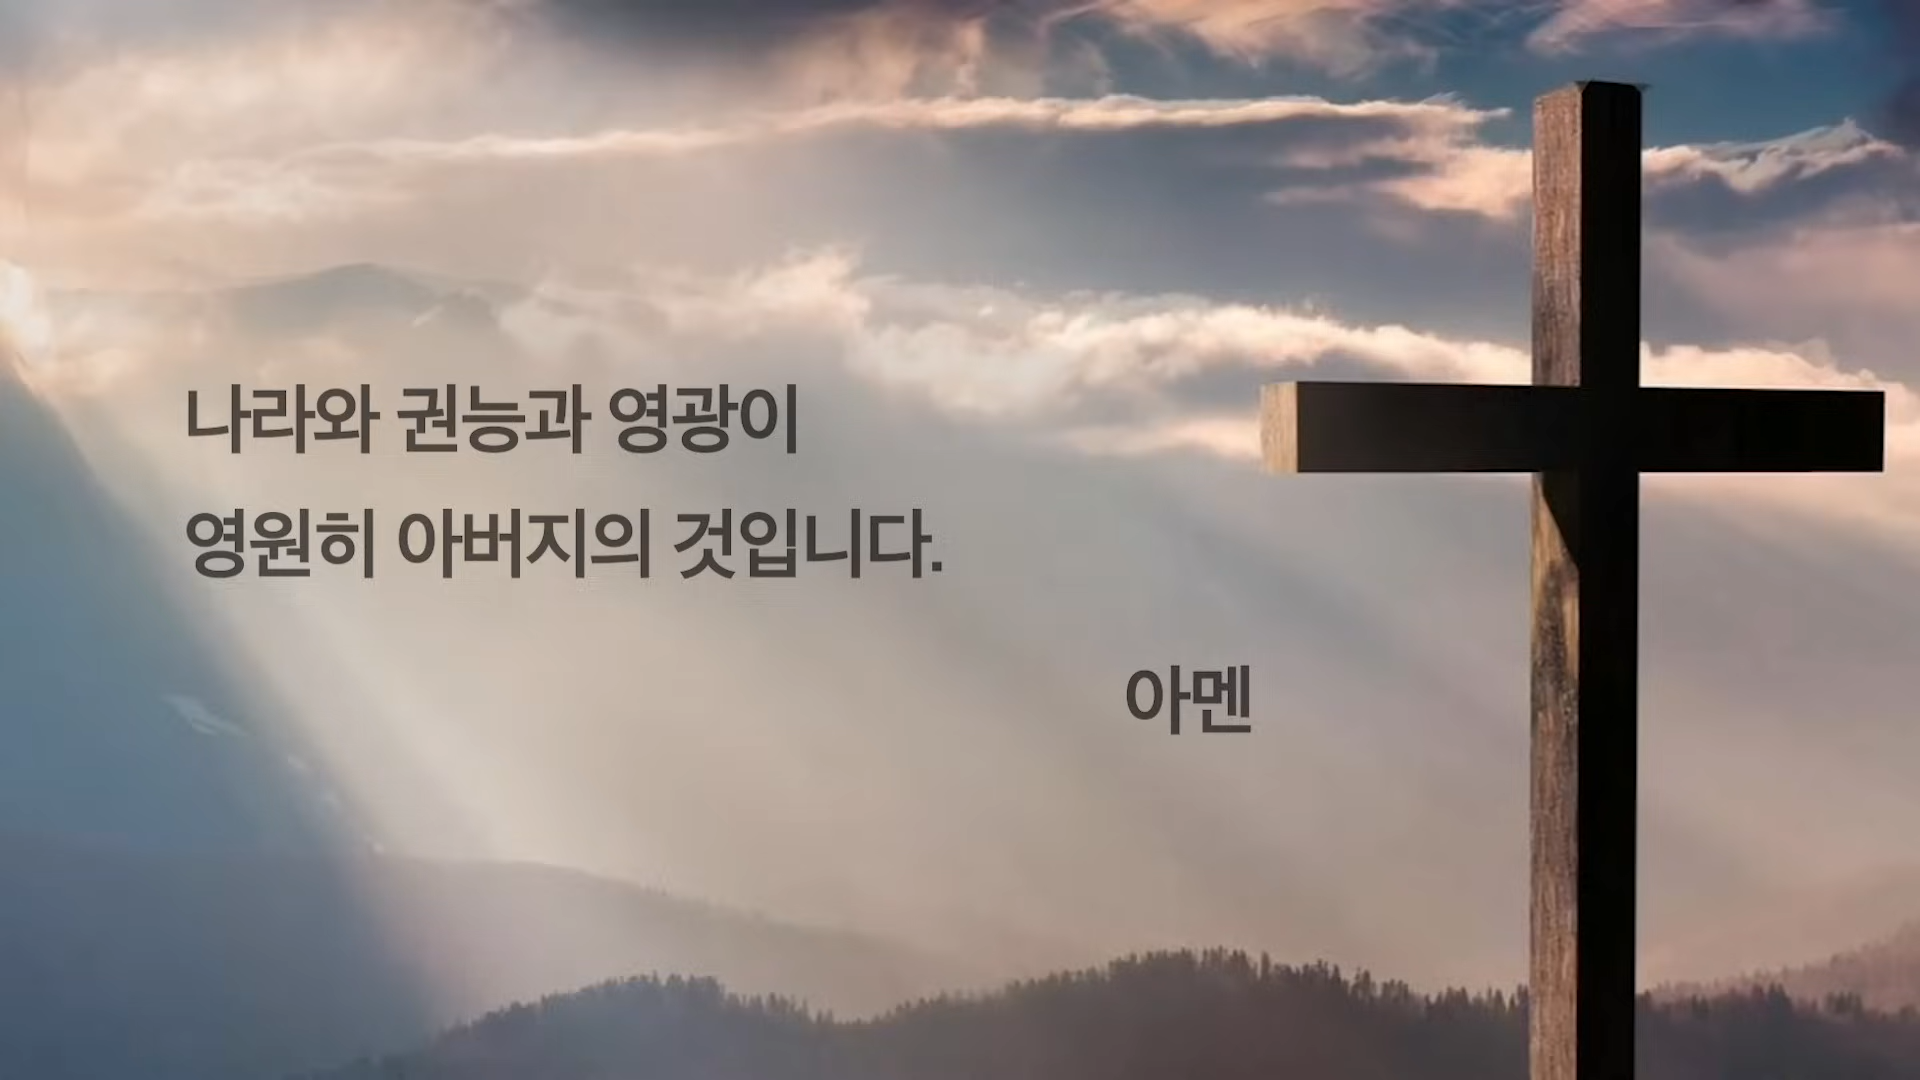 나라와 권능과 영광이
영원히 아버지의 것입니다.
아멘